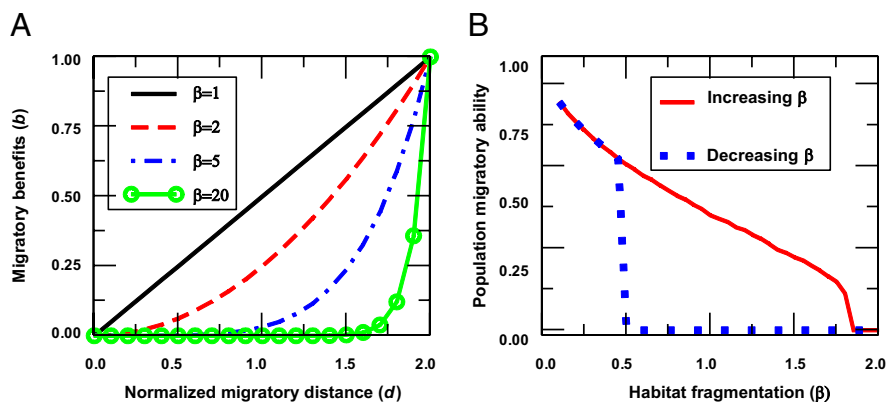 A
Migratory benefits (b)
1.00
0.75
0.50
0.25
0.00
β=1
β=2
β=5
β=20
0.0 0.5 1.0 1.5 2.0
Normalized migratory distance (d)
B
Population migratory ability
1.00
0.75
0.50
0.25
0.00
Increasing β
Decreasing β
0.0 0.5 1.0 1.5 2.0
Habitat fragmentation (β)